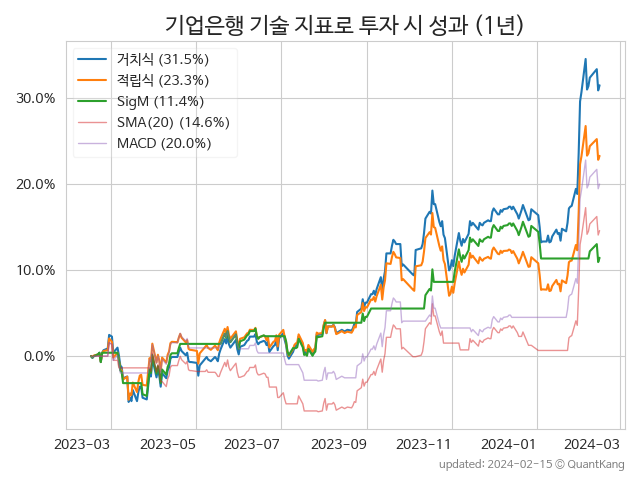 기업은행 기술 지표로 투자 시 성과 (1년)
거치식 (31.5%)
적립식 (23.3%)
SigM (11.4%)
SMA(20) (14.6%)
MACD (20.0%)
30.0%
20.0%
10.0%
0.0%
2023-03 2023-05 2023-07 2023-09 2023-11 2024-01 2024-03
updated: 2024-02-15 © QuantKang